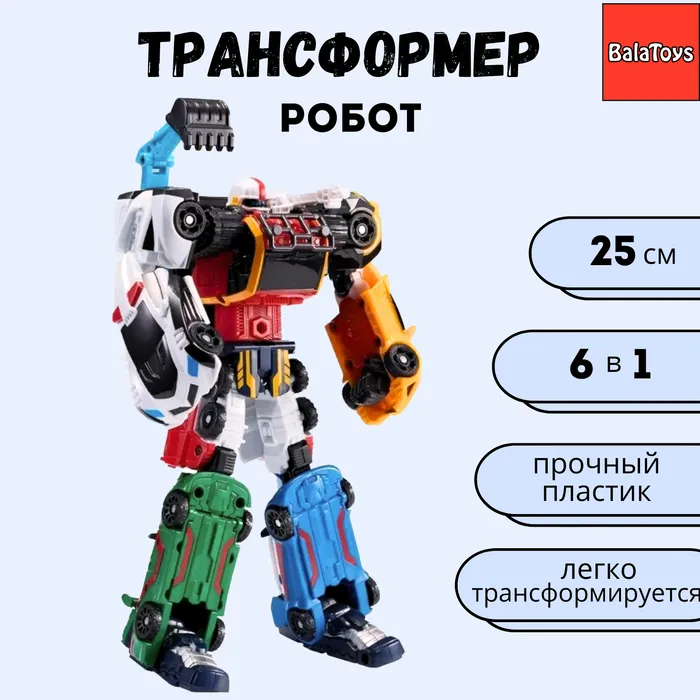 ТРАНСФОРМЕР
РОБОТ
BalaToys
25 см
6 в 1
прочный
пластик
легко
трансформируется